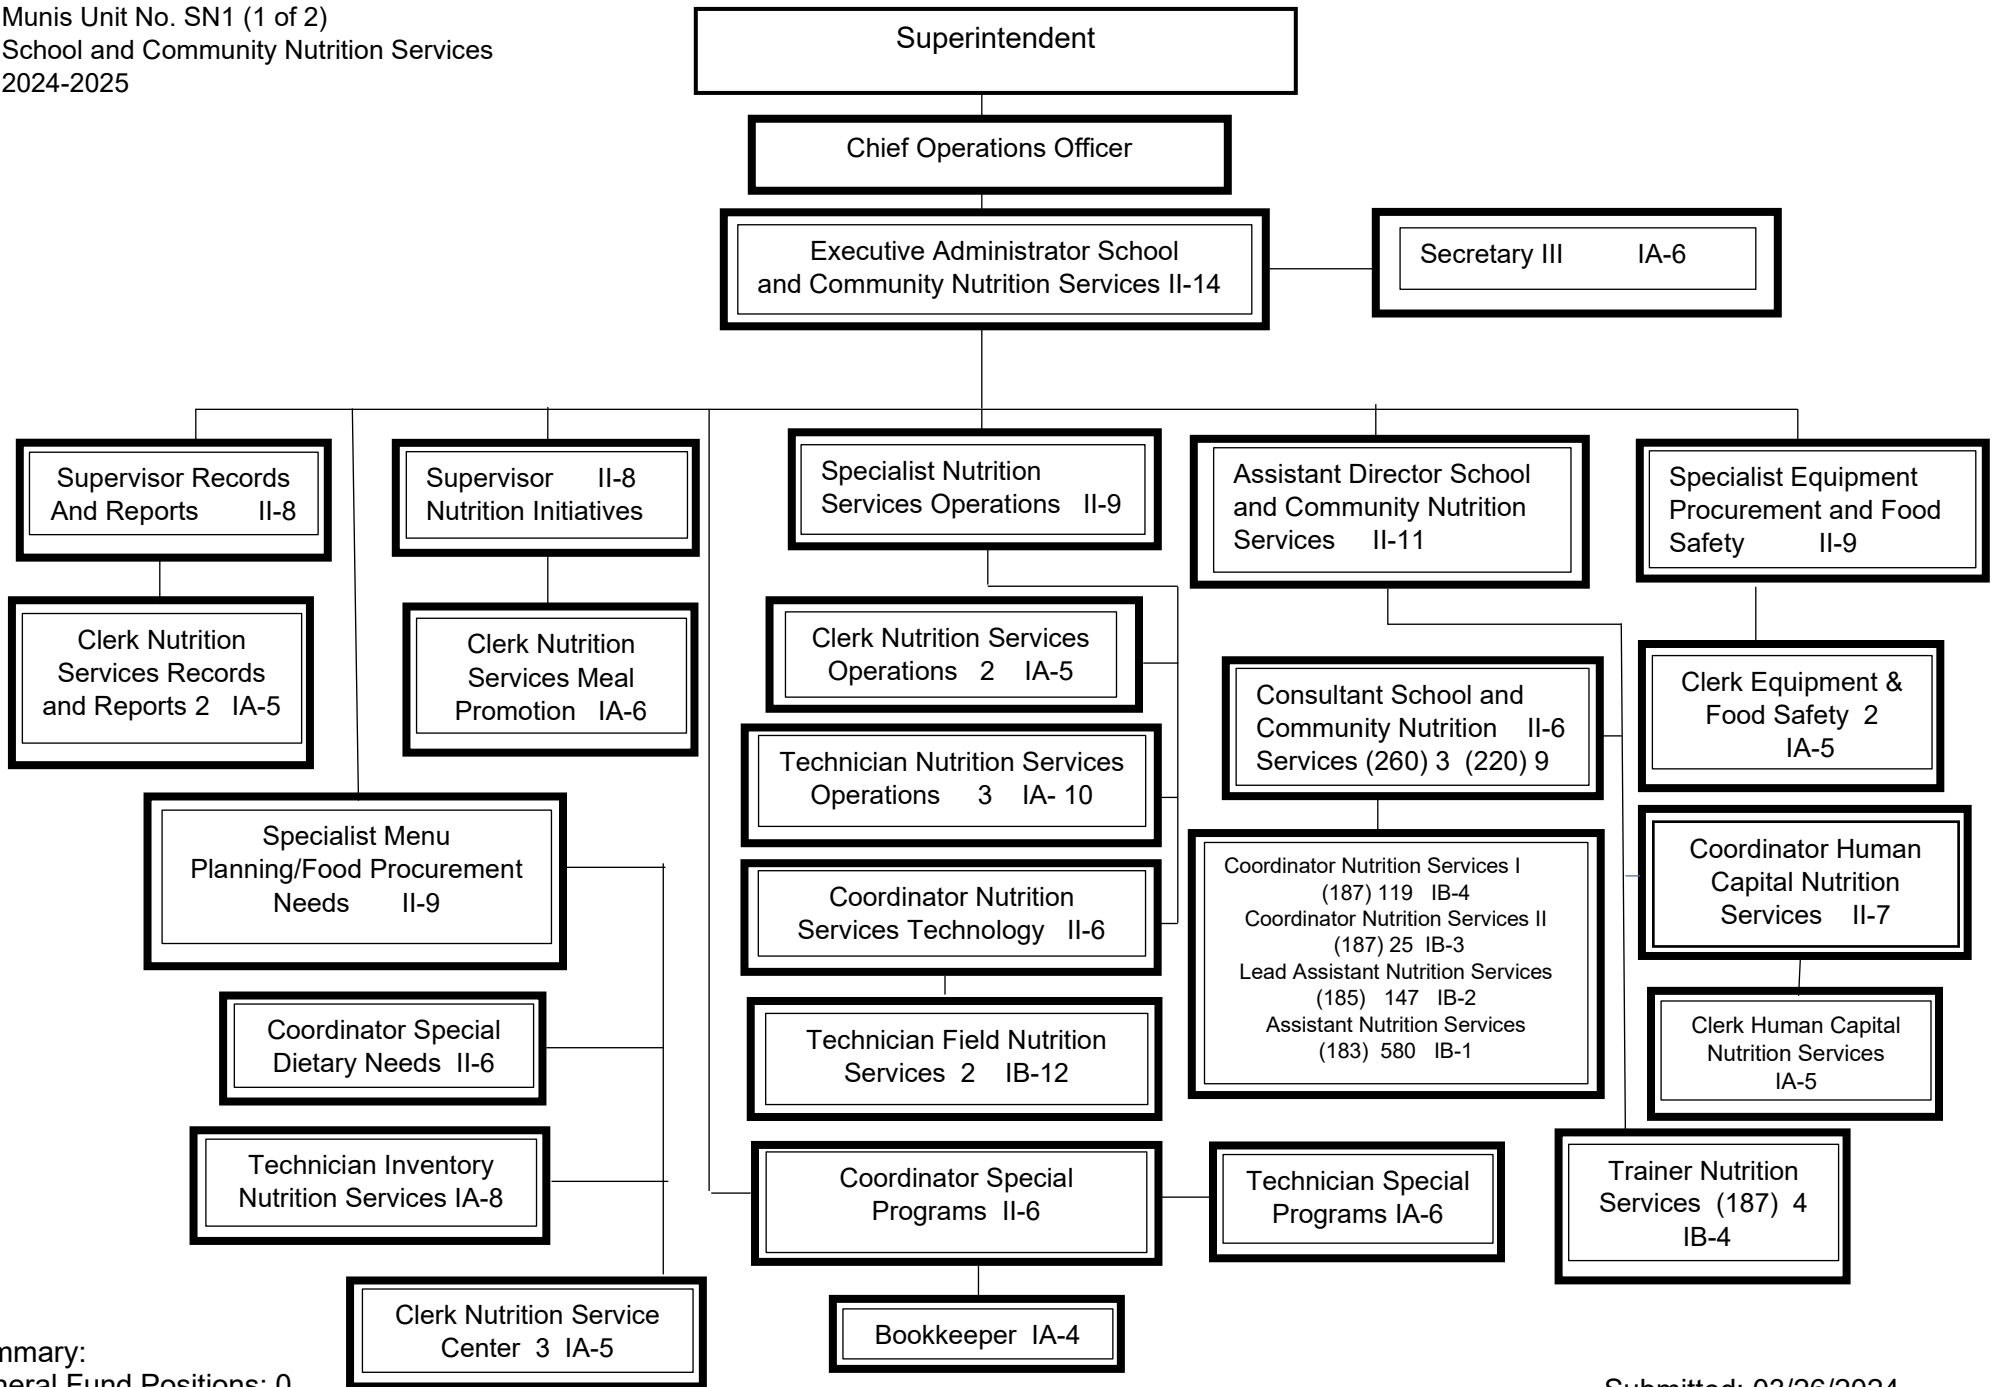 Munis Unit No. SN1 (1 of 2)
School and Community Nutrition Services
2024-2025
Superintendent
Chief Operations Officer
Executive Administrator School
and Community Nutrition Services II-14
Secretary III IA-6
Supervisor Records
And Reports II-8
Supervisor II-8
Nutrition Initiatives
Specialist Nutrition
Services Operations II-9
Assistant Director School
and Community Nutrition
Services II-11
Specialist Equipment
Procurement and Food
Safety II-9
Clerk Nutrition
Services Records
and Reports 2 IA-5
Clerk Nutrition
Services Meal
Promotion IA-6
Clerk Nutrition Services
Operations 2 IA-5
Consultant School and
Community Nutrition II-6
Services (260) 3 (220) 9
Clerk Equipment &
Food Safety 2
IA-5
Technician Nutrition Services
Operations 3 IA- 10
Specialist Menu
Planning/Food Procurement
Needs II-9
Coordinator Nutrition
Services Technology II-6
Coordinator Nutrition Services I
(187) 119 IB-4
Coordinator Nutrition Services II
(187) 25 IB-3
Lead Assistant Nutrition Services
(185) 147 IB-2
Assistant Nutrition Services
(183) 580 IB-1
Coordinator Human
Capital Nutrition
Services II-7
Coordinator Special
Dietary Needs II-6
Technician Field Nutrition
Services 2 IB-12
Clerk Human Capital
Nutrition Services
IA-5
Technician Inventory
Nutrition Services IA-8
Coordinator Special
Programs II-6
Technician Special
Programs IA-6
Trainer Nutrition
Services (187) 4
IB-4
Clerk Nutrition Service
Center 3 IA-5
Bookkeeper IA-4
mmary:
neral Fund Positions: 0
Submitted: 03/26/2024